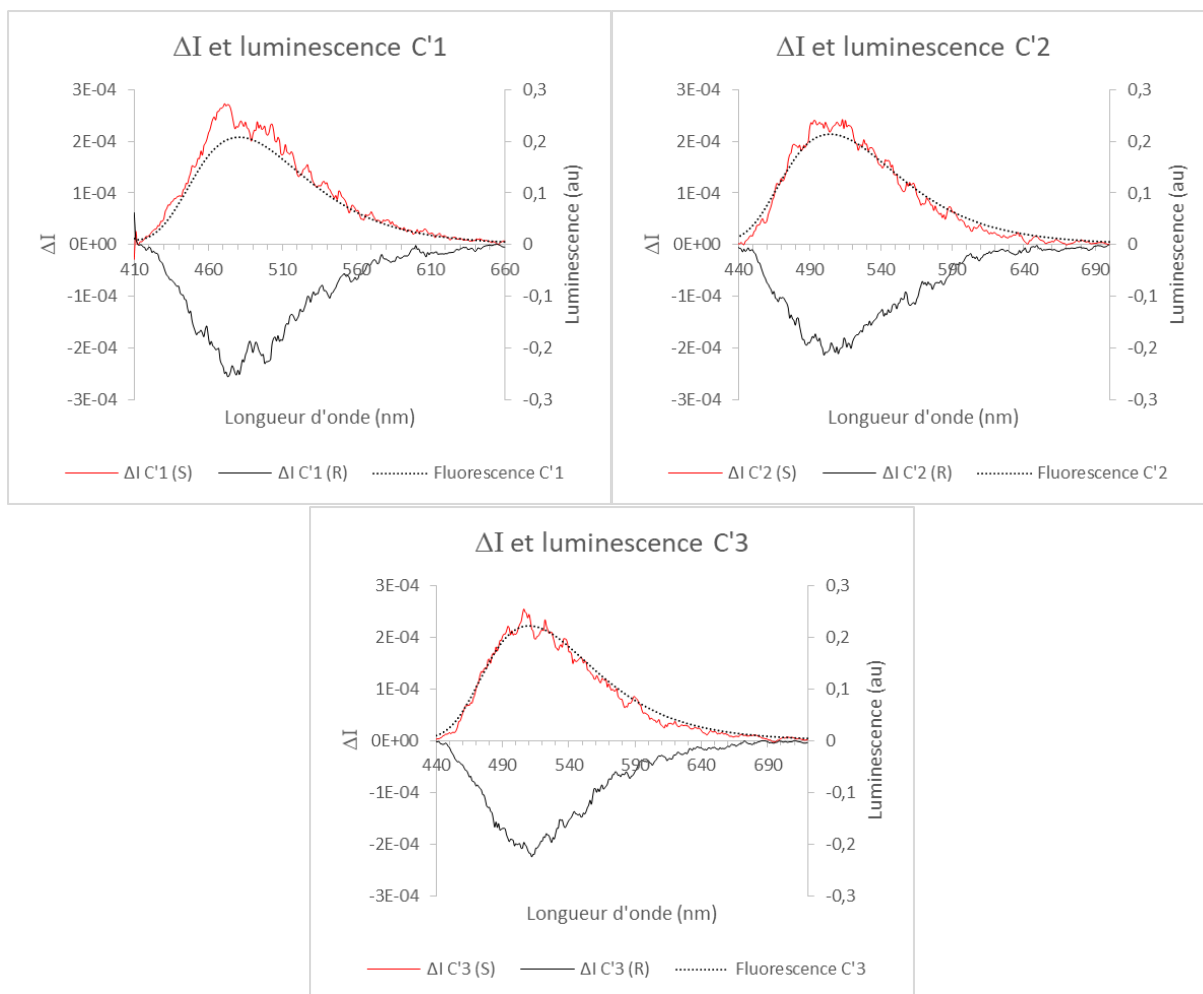 ΔI et luminescence C'1
3E-04
2E-04
1E-04
0E+00
-1E-04
-2E-04
-3E-04
ΔI
410 460 510 560 610 660
0,3
0,2
0,1
0
-0,1
-0,2
-0,3
Luminescence (au)
Longueur d'onde (nm)
ΔI C'1 (S) ΔI C'1 (R) Fluorescence C'1
ΔI et luminescence C'2
3E-04
2E-04
1E-04
0E+00
-1E-04
-2E-04
-3E-04
ΔI
440 490 540 590 640 690
0,3
0,2
0,1
0
-0,1
-0,2
-0,3
Luminescence (au)
Longueur d'onde (nm)
ΔI C'2 (S) ΔI C'2 (R) Fluorescence C'2
ΔI et luminescence C'3
3E-04
2E-04
1E-04
0E+00
-1E-04
-2E-04
-3E-04
ΔI
440 490 540 590 640 690
0,3
0,2
0,1
0
-0,1
-0,2
-0,3
Luminescence (au)
Longueur d'onde (nm)
ΔI C'3 (S) ΔI C'3 (R) Fluorescence C'3